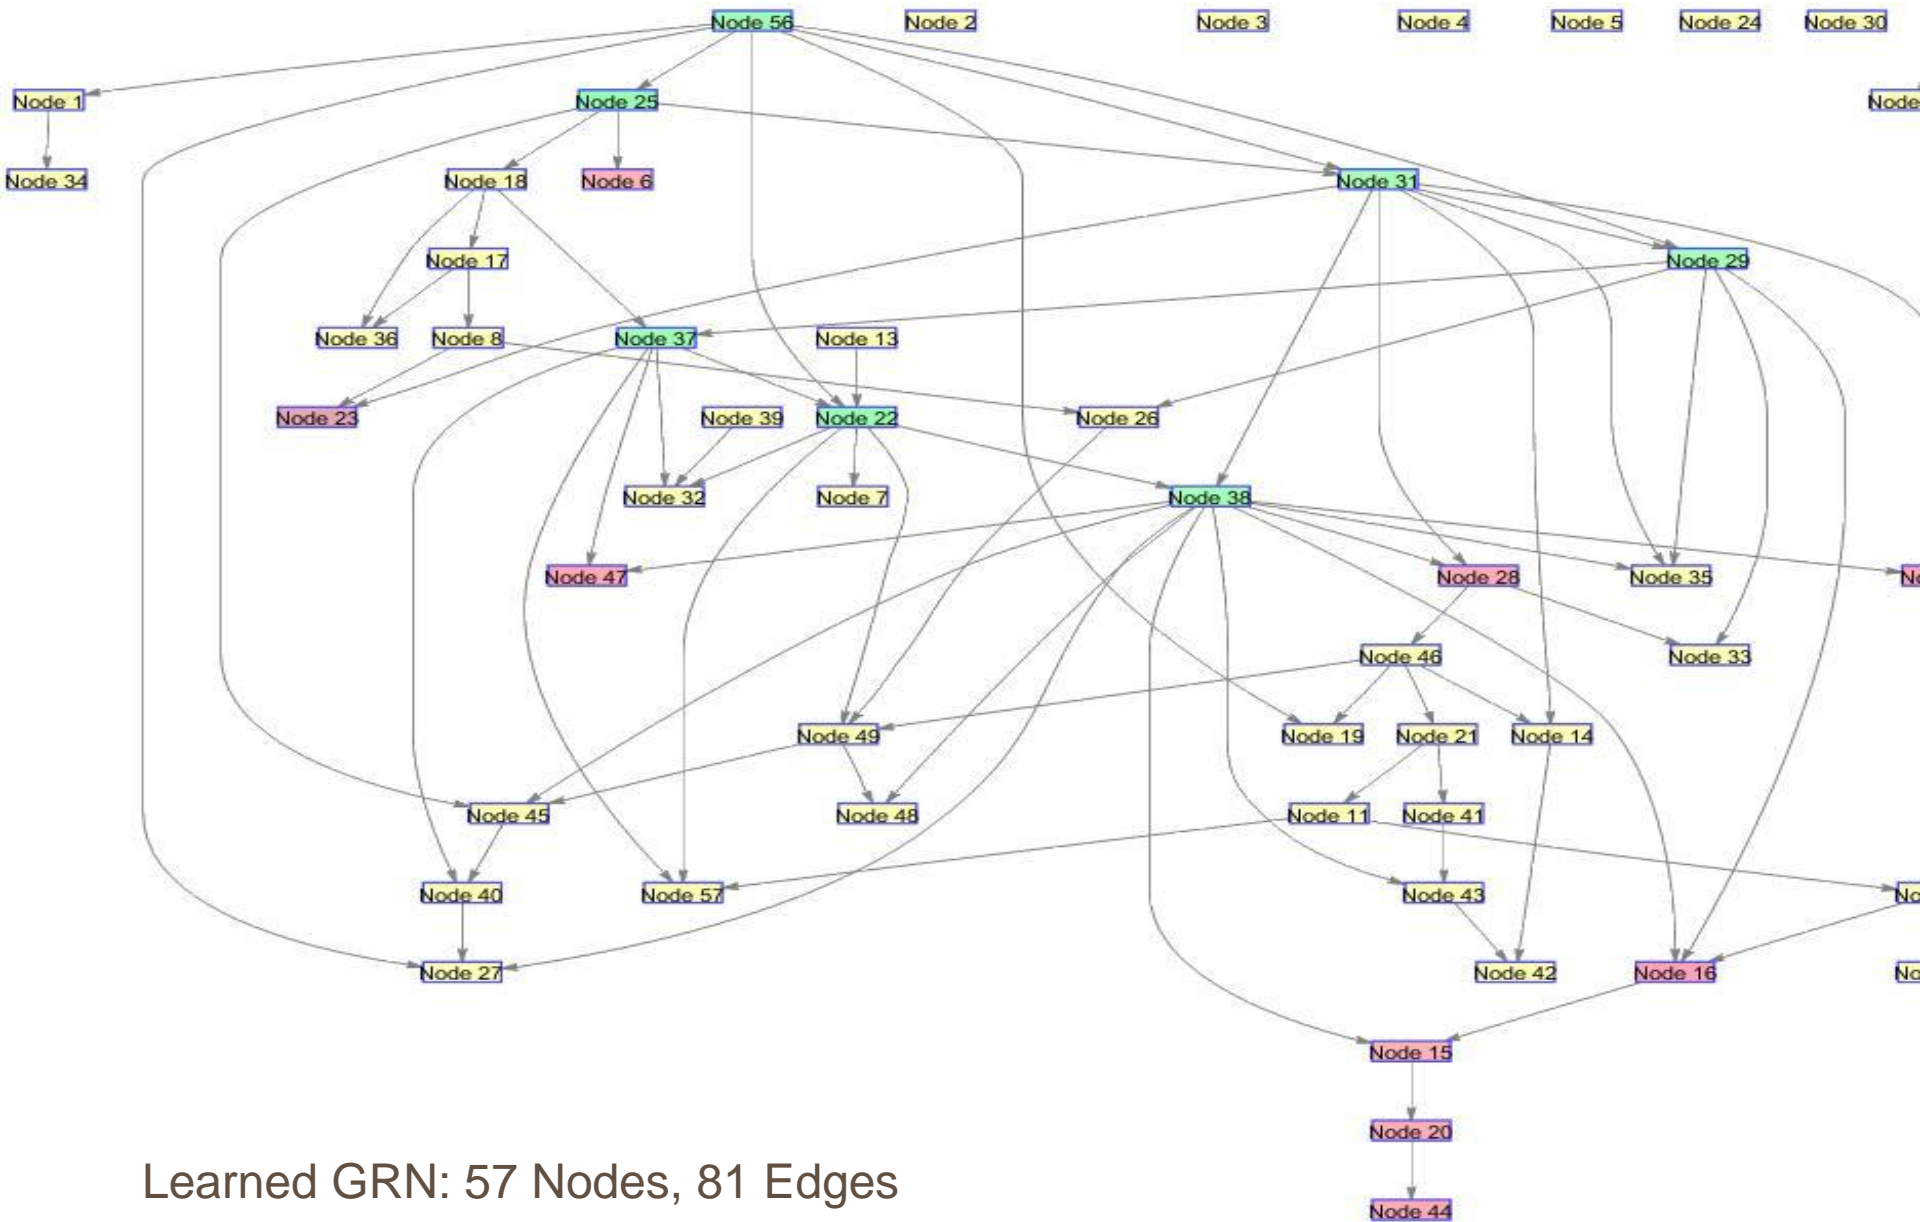 Node 56 Node 2 Node 3 Node 4 Node 5 Node 24 Node 30
Node 1 Node 25 Node
Node 34 Node 18 Node 6 Node 31
Node 17 Node 29
Node 36 Node 8 Node 37 Node 13
Node 23 Node 39 Node 22 Node 26
Node 32 Node 7 Node 38
Node 47 Node 28 Node 35
Node 46 Node 33
Node 49 Node 19 Node 21 Node 14
Node 45 Node 48 Node 11 Node 41
Node 40 Node 57 Node 43
Node 27 Node 42 Node 16
Node 15
Node 20
Learned GRN: 57 Nodes, 81 Edges
Node 44